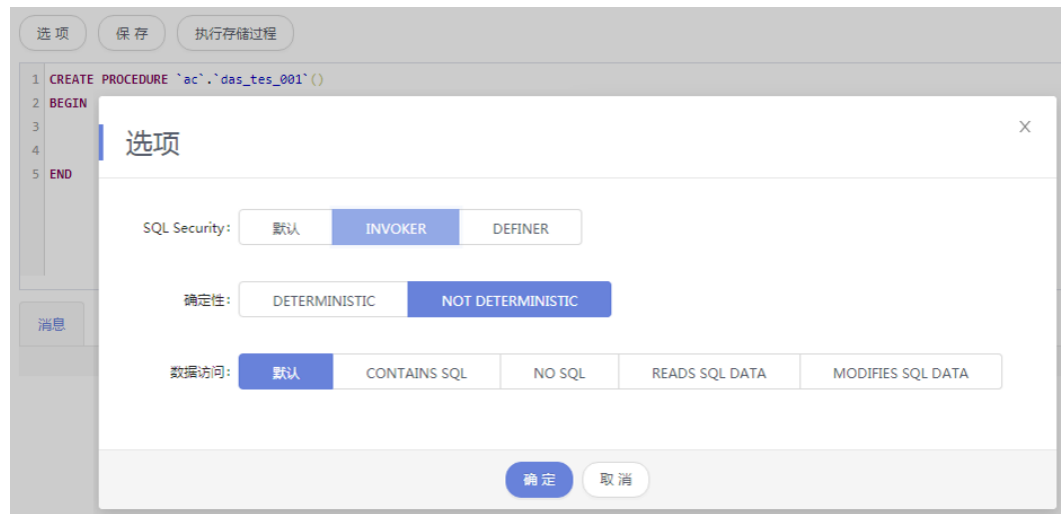 选 项 保 存 执行存储过程
1 CREATE PROCEDURE `ac`.`das_tes_001`()
2 BEGIN
3
4
5 END
选项
X
SQL Security: 默认 INVOKER DEFINER
确定性: DETERMINISTIC NOT DETERMINISTIC
消息
数据访问: 默认 CONTAINS SQL NO SQL READS SQL DATA MODIFIES SQL DATA
确 定 取 消